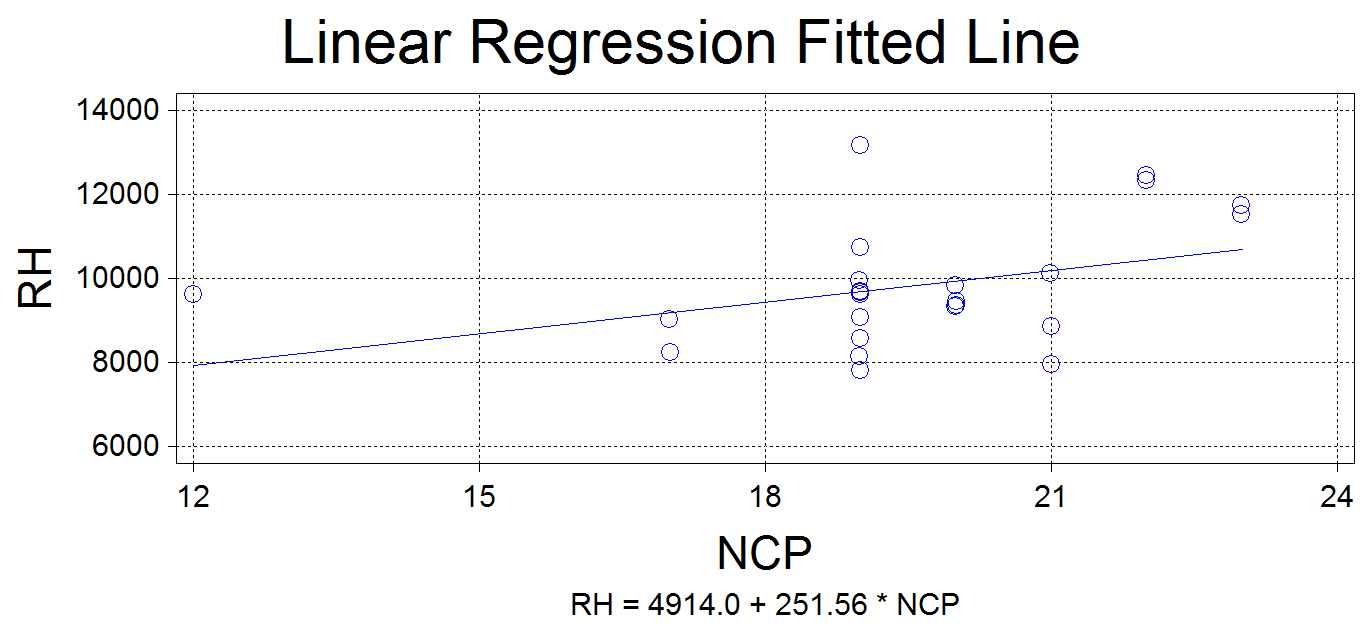 Linear Regression Fitted Line
14000
12000
10000
8000
6000
RH
12 15 18 21 24
NCP
RH = 4914.0 + 251.56 * NCP